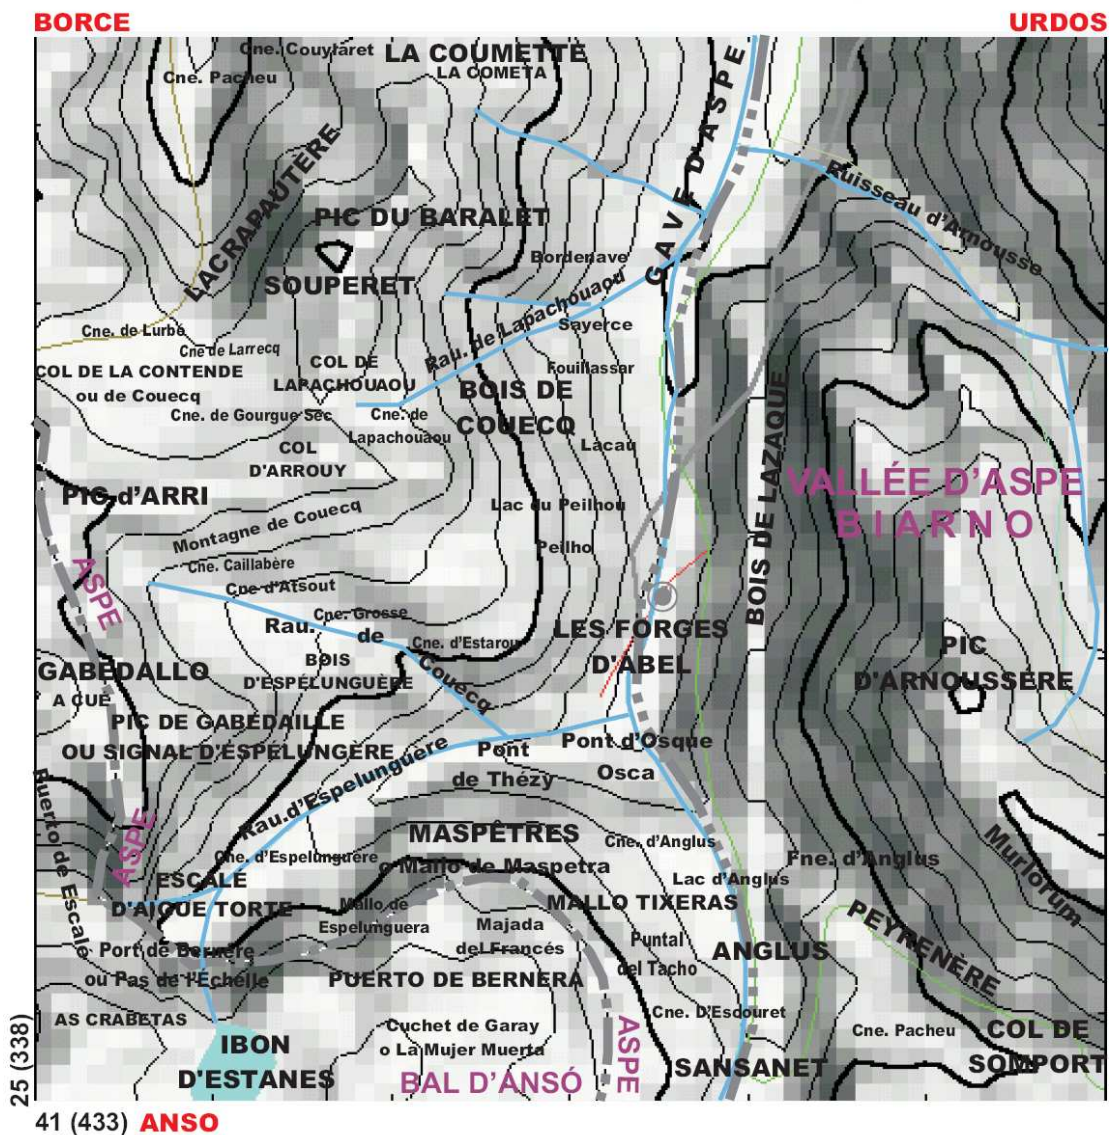 BORCE
URDOS
Cne. Couylaret
LA COUMETTE
LA COMETA
Cne. Pacheu
GAVE D'ASPE
LACRAPAUTÈRE
Ruisseau d'Arnousse
PIC DU BARALET
Bordenave
SOUPERET
Rau. de Lapachouaou
Sayerce
Cne. de Lurbé
Cne de Larrecq
COL DE LA CONTENDE
ou de Couecq
COL DE
LAPACHOUAOU
Fouillassar
BOIS DE
COUECQ
Cne. de Gourgue Sec
Cne. de
Lapachouaou
Lacau
COL
D'ARROUY
BOIS DE LAZAQUE
VALLÉE D'ASPE
BIARNO
PIC d'ARRI
Lac du Peilhou
Montagne de Couecq
Peilho
Cne. Caillabère
ASPE
Cne d'Atsout
Cne. Grosse
Rau.
de
Couecq
Cne. d'Estarou
LES FORGES
D'ABEL
PIC
D'ARNOUSSÈRE
BOIS
D'ESPÉLUNGUÈRE
GABEDALLO
A CUE
PIC DE GABÉDAILLE
OU SIGNAL D'ESPÉLUNGÈRE
Pont
de Thézy
Pont d'Osque
Osca
Rau.d'Espelunguère
Ruerko de Escalé
ASPE
MASPÈTRES
o Mallo de Maspetra
Cne. d'Anglus
Fne. d'Anglus
Murlorum
Cne. d'Espelunguère
ESCALE
D'AIGUE TORTE
Lac d'Anglus
MALLO TIXERAS
Mallo de
Espelunguera
Majada
del Francés
PEYRENÈRE
Puntal
del Tacho
ANGLUS
Port de Bernère
ou Pas de l'Echelle
PUERTO DE BERNERA
AS CRABETAS
Cne. D'Escouret
Cuchet de Garay
o La Mujer Muerta
Cne. Pacheu
COL DE
SOMPORT
IBON
D'ESTANES
BAL D'ANSÓ
ASPE
SANSANET
25 (338)
41 (433) ANSO